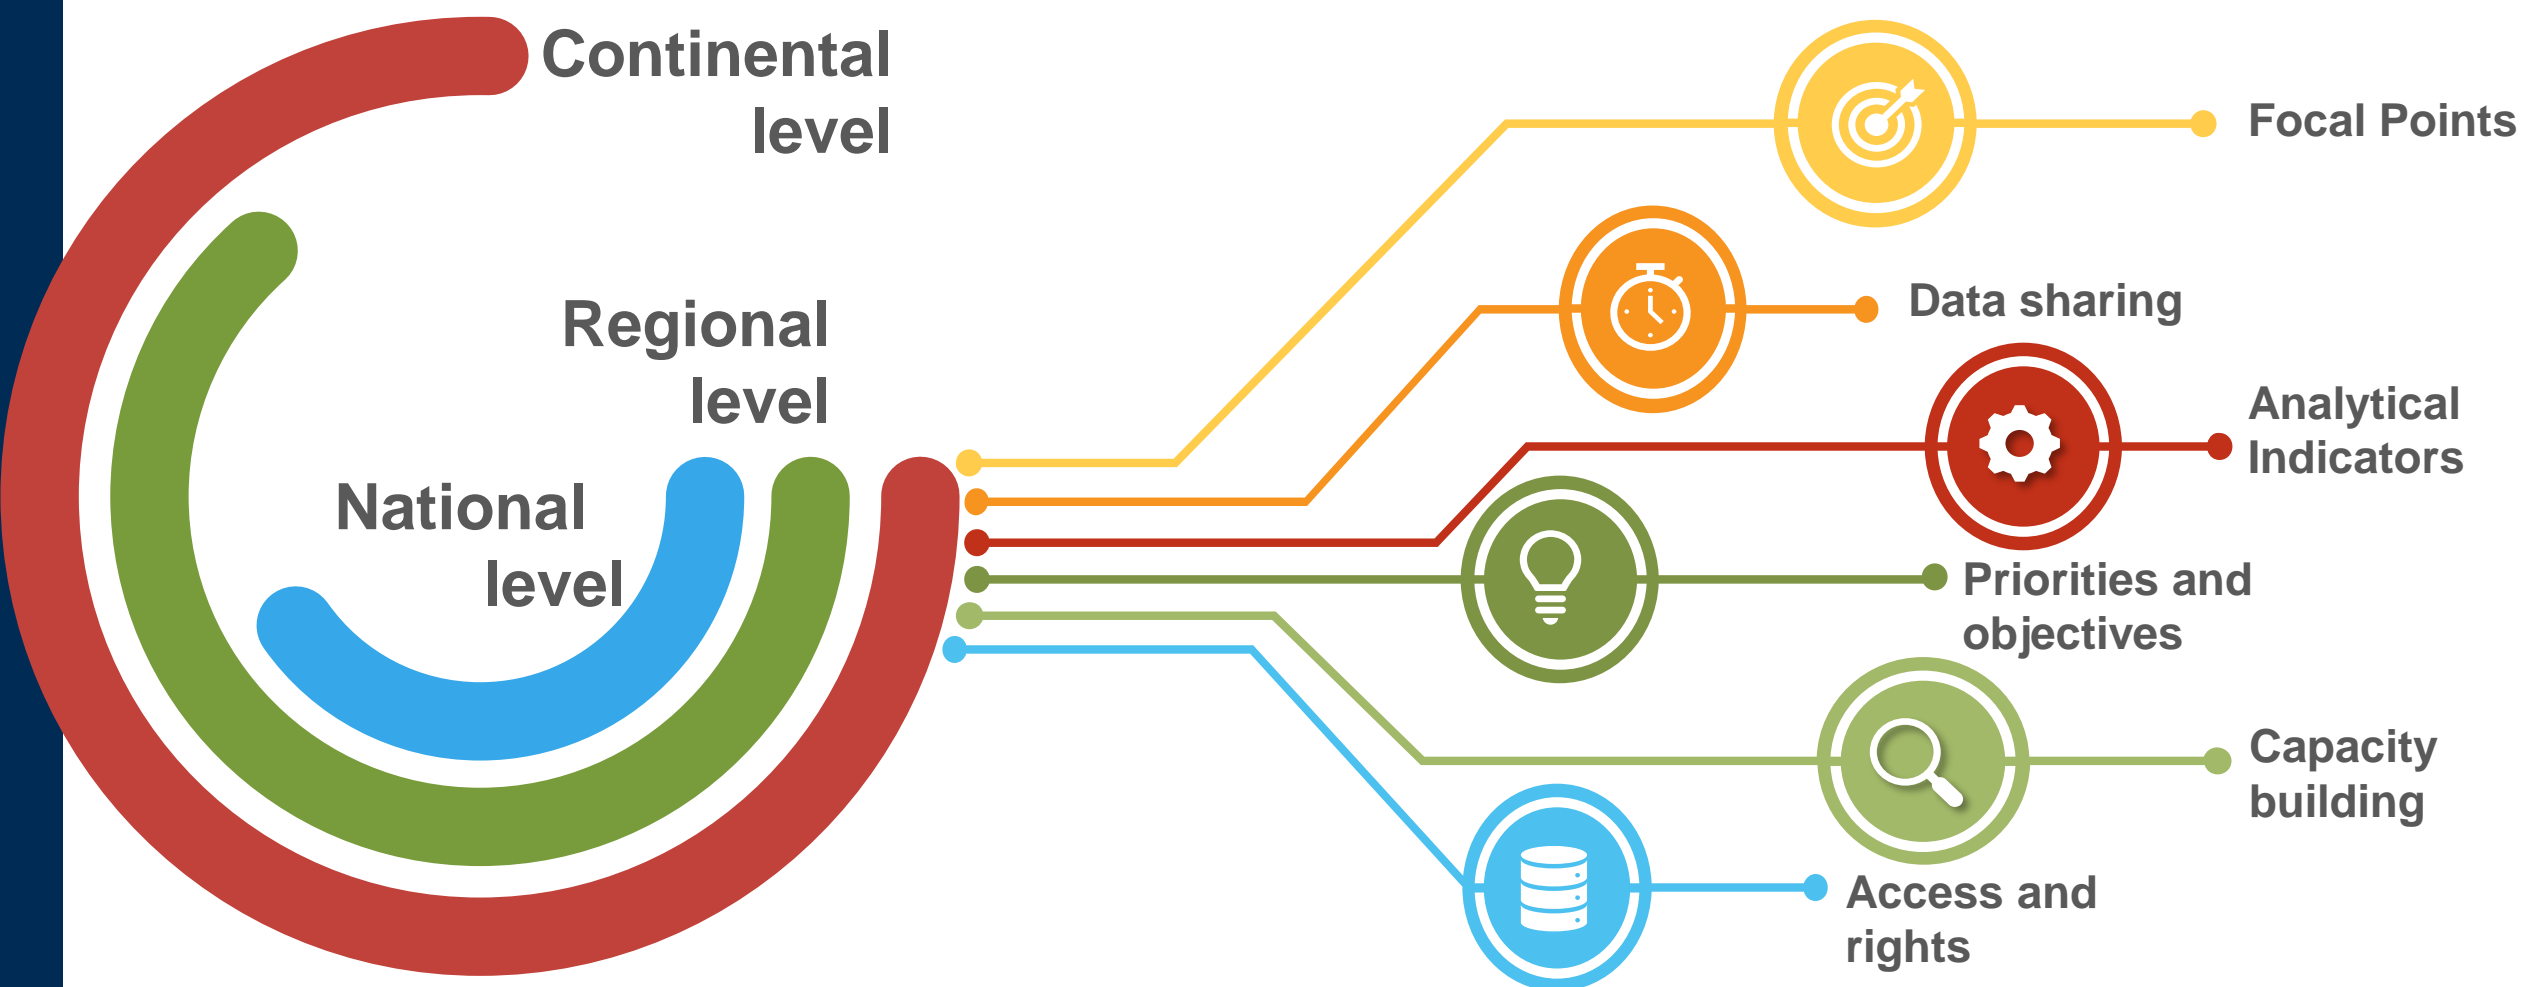 Continental
level
Regional
level
National
level
Focal Points
Data sharing
Analytical
Indicators
Priorities and
objectives
Capacity
building
Access and
rights